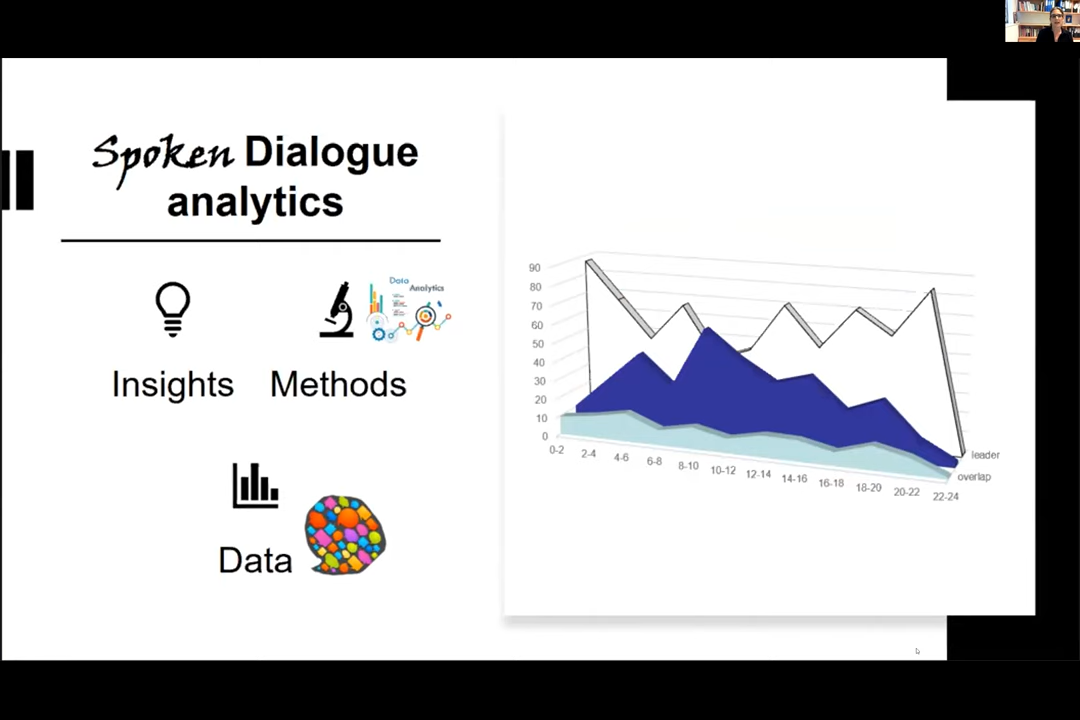 Spoken Dialogue
analytics
Data
Analytics
Insights
Methods
Data
90
80
70
60
50
40
30
20
10
0
0-2
2-4
4-6
6-8
8-10
10-12
12-14
14-16
16-18
18-20
20-22
22-24
leader
overlap